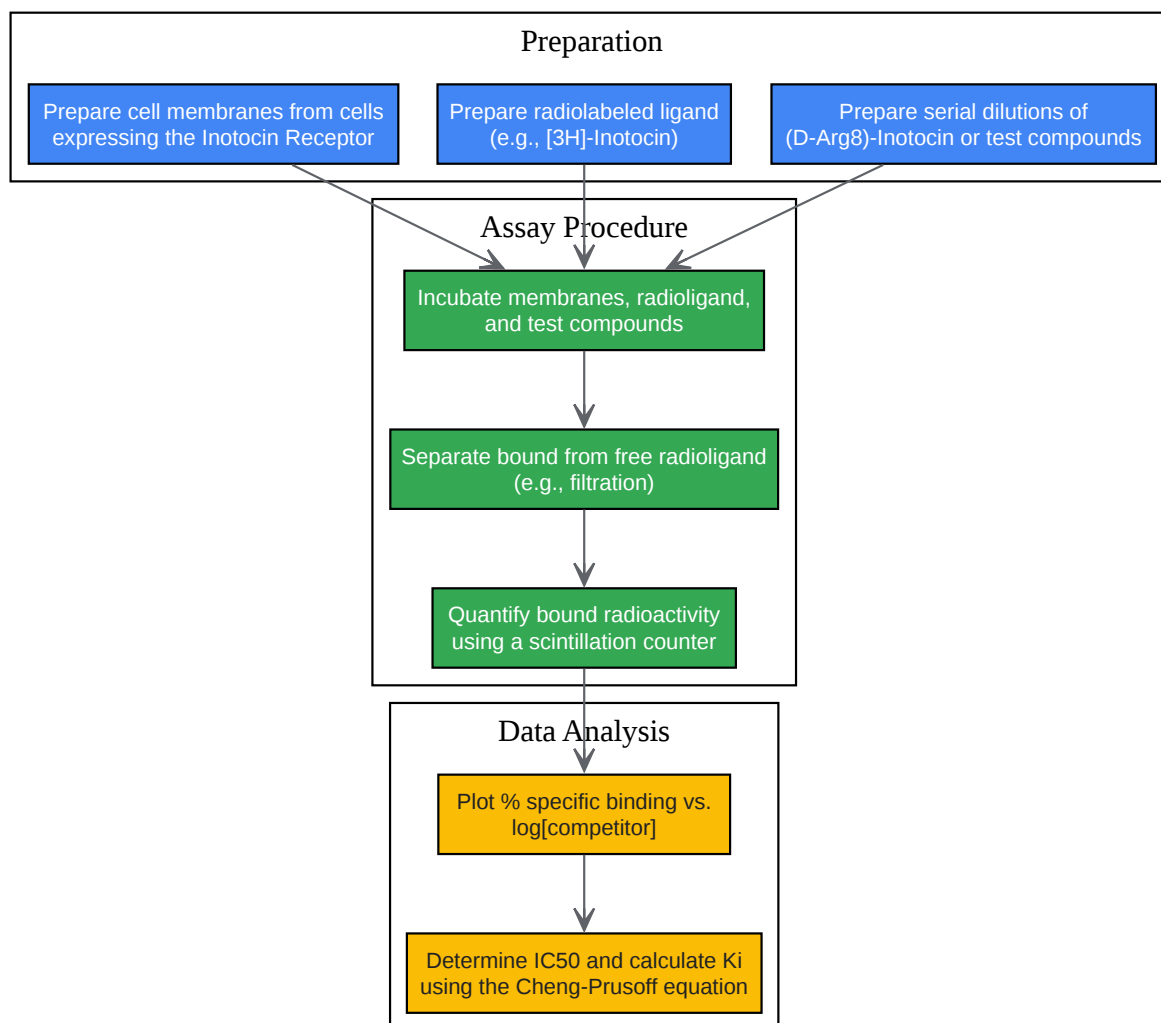 Preparation
Prepare cell membranes from cells
expressing the Inotocin Receptor
Prepare radiolabeled ligand
(e.g., [3H]-Inotocin)
Prepare serial dilutions of
(D-Arg8)-Inotocin or test compounds
Assay Procedure
Incubate membranes, radioligand,
and test compounds
Separate bound from free radioligand
(e.g., filtration)
Quantify bound radioactivity
using a scintillation counter
Data Analysis
Plot % specific binding vs.
log[competitor]
Determine IC50 and calculate Ki
using the Cheng-Prusoff equation